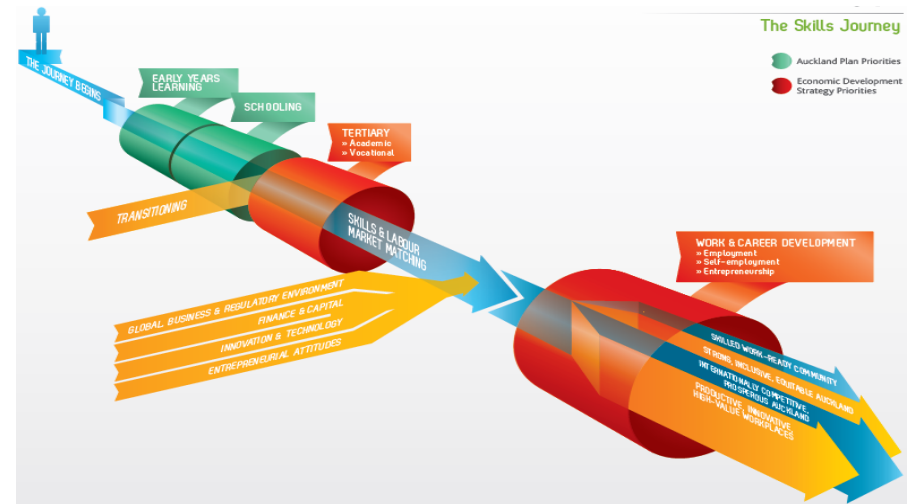 The Skills Journey
Auckland Plan Priorities
Economic Development
Strategy Priorities
THE JOURNEY BEGINS
EARLY YEARS
LEARNING
SCHOOLING
TERTIARY
» Academic
» Vocational
TRANSITIONING
SKILLS & LABOUR
MARKET MATCHING
GLOBAL, BUSINESS & REGULATORY ENVIRONMENT
FINANCE & CAPITAL
INNOVATION & TECHNOLOGY
ENTREPRENEURIAL ATTITUDES
WORK & CAREER DEVELOPMENT
» Employment
» Self-employment
» Entrepreneurship
SKILLED WORK-READY COMMUNITY
STRONG, INCLUSIVE, EQUITABLE AUCKLAND
INTERNATIONALLY COMPETITIVE,
PROSPEROUS AUCKLAND
PRODUCTIVE, INNOVATIVE,
HIGH-VALUE WORKPLACES